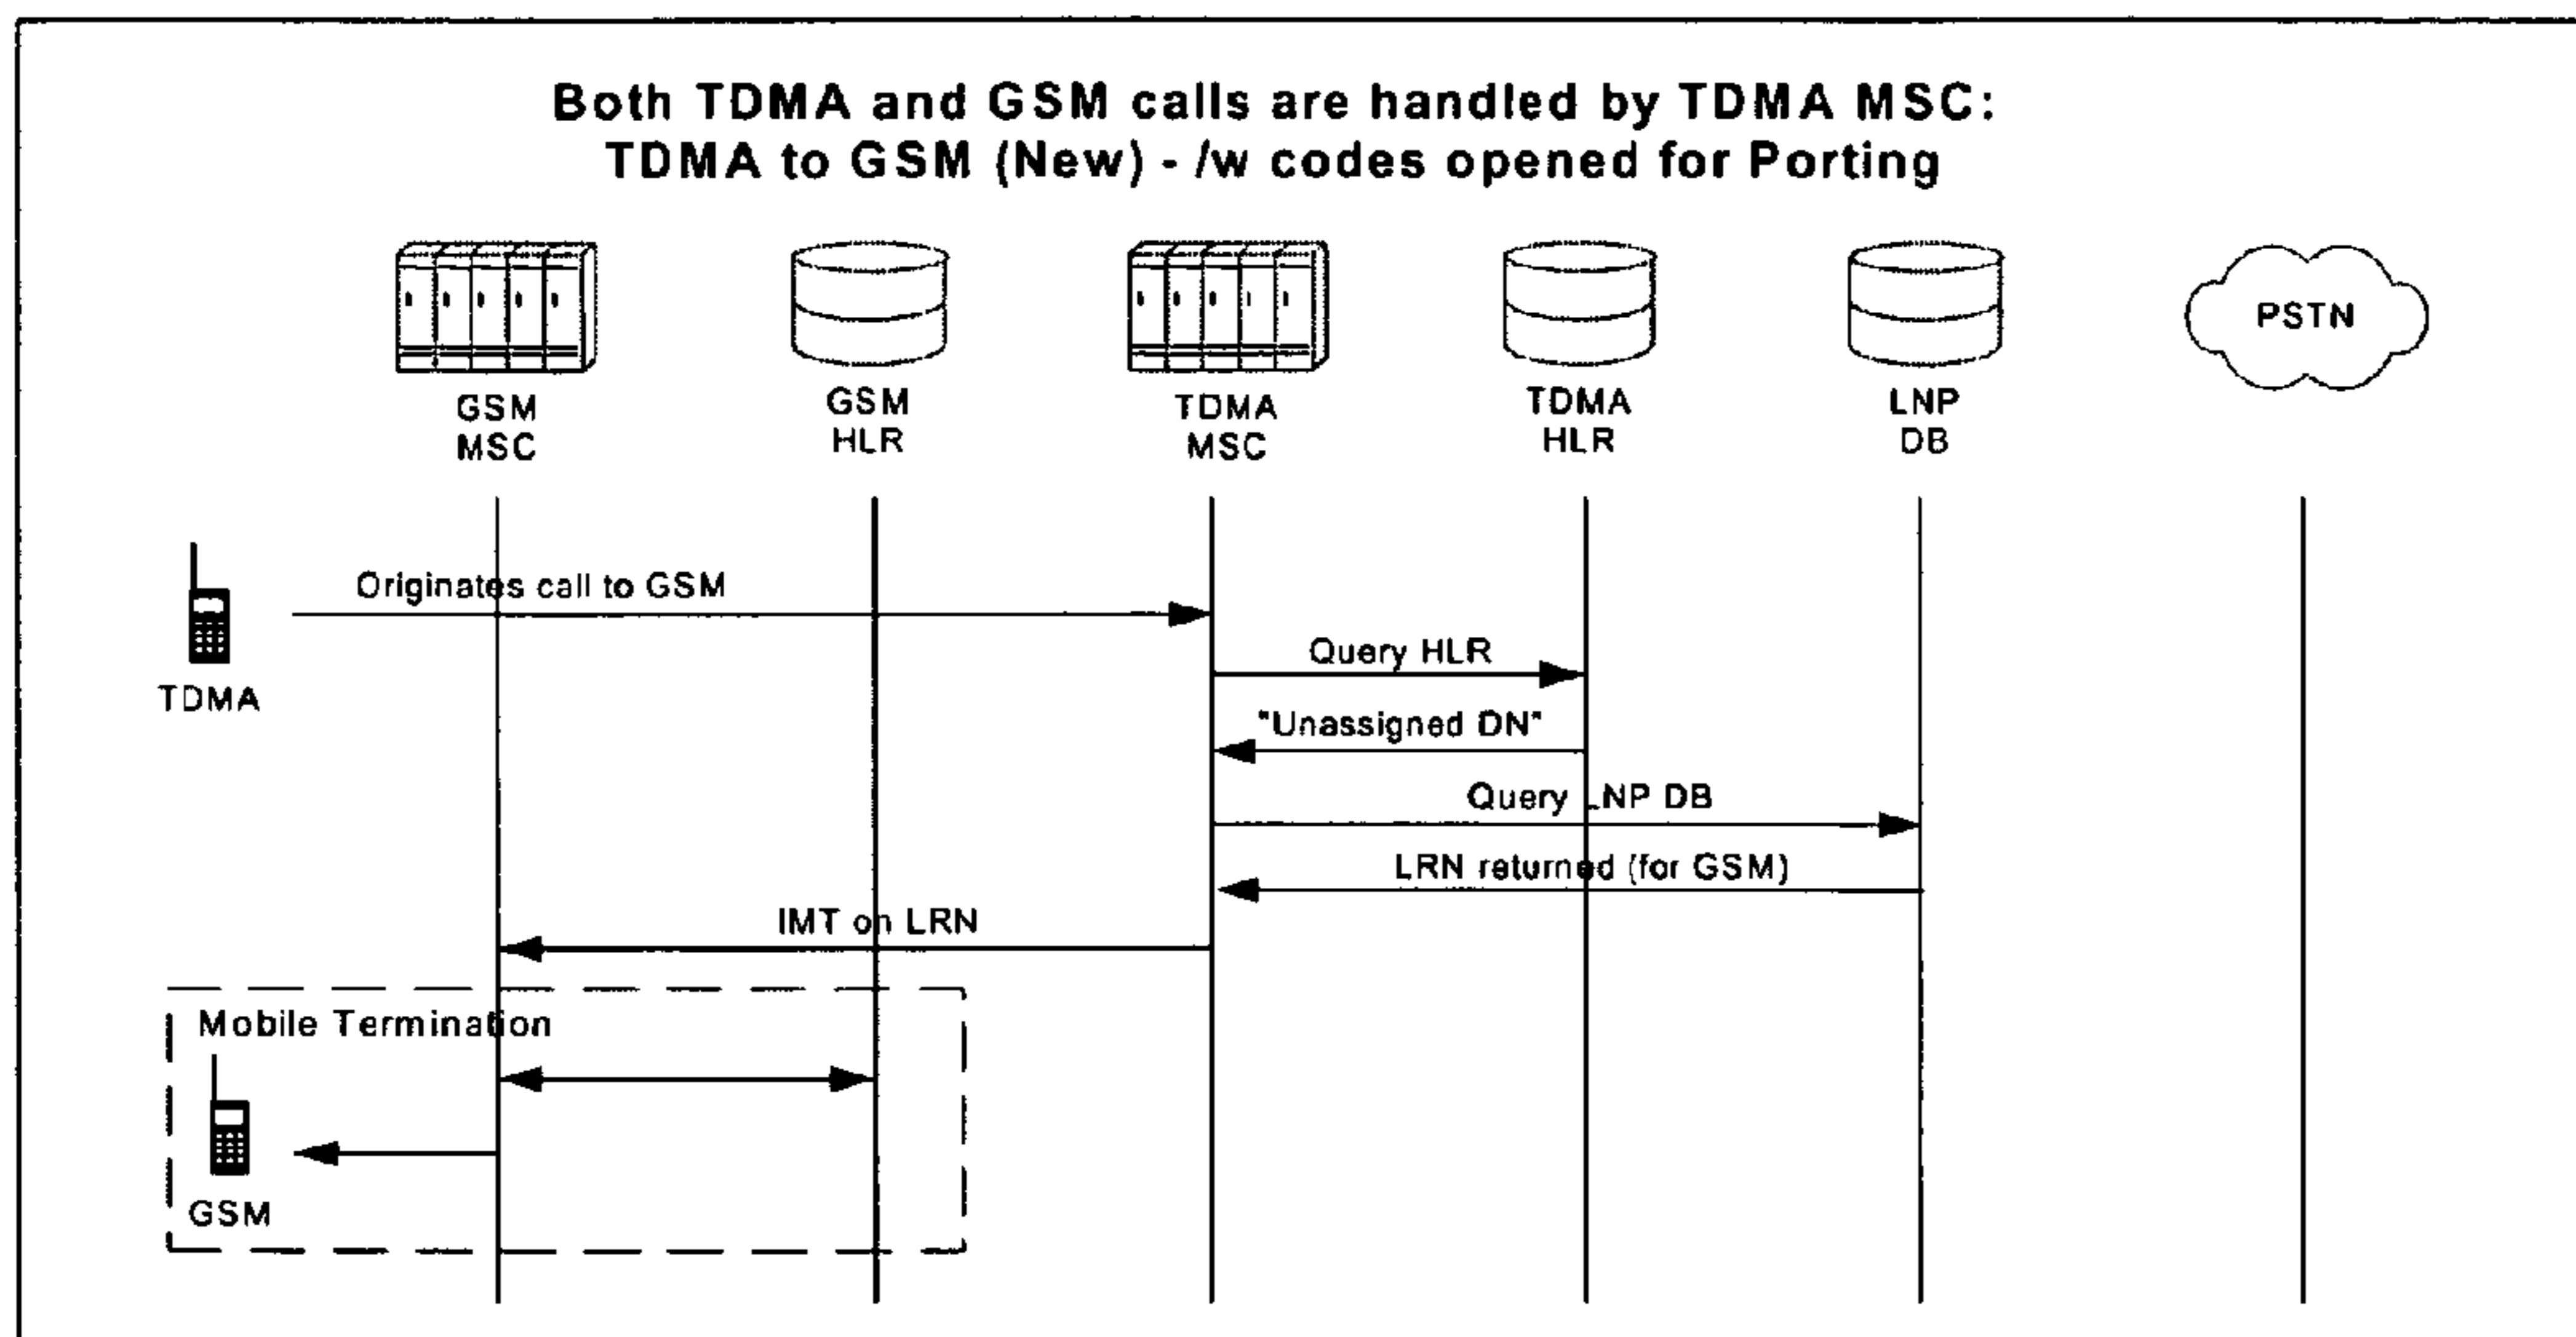 Both TDMA and GSM calls are handled by TDMA MSC:
TDMA to GSM (New) - /w codes opened for Porting
GSM
MSC
GSM
HLR
TDMA
MSC
TDMA
HLR
LNP
DB
PSTN
Originates call to GSM
TDMA
Query HLR
"Unassigned DN"
Query LNP DB
LRN returned (for GSM)
IMT on LRN
Mobile Termination
GSM